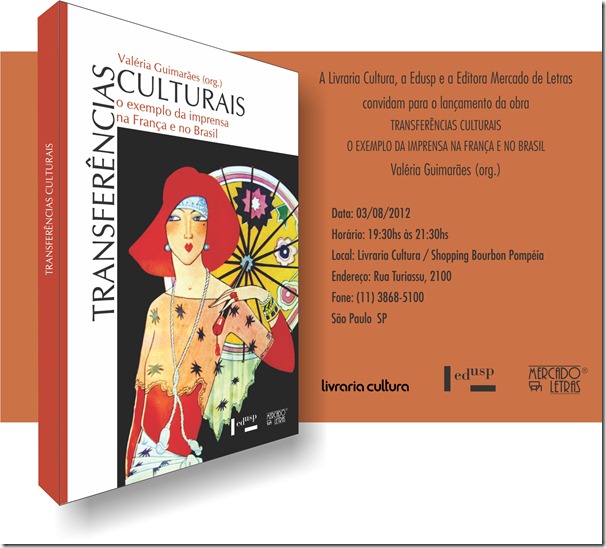 TRANSFERÊNCIAS CULTURAIS
Valéria Guimarães (org.)
TRANSFERÊNCIAS
CULTURAIS
o exemplo da imprensa
na França e no Brasil
edusp
MERCADO
LETRAS
A Livraria Cultura, a Edusp e a Editora Mercado de Letras
convidam para o lançamento da obra
TRANSFERÊNCIAS CULTURAIS
O EXEMPLO DA IMPRENSA NA FRANÇA E NO BRASIL
Valéria Guimarães (org.)
Data: 03/08/2012
Horário: 19:30hs às 21:30hs
Local: Livraria Cultura / Shopping Bourbon Pompéia
Endereço: Rua Turiassu, 2100
Fone: (11) 3868-5100
São Paulo SP
livraria cultura
edusp
MERCADO®
LETRAS